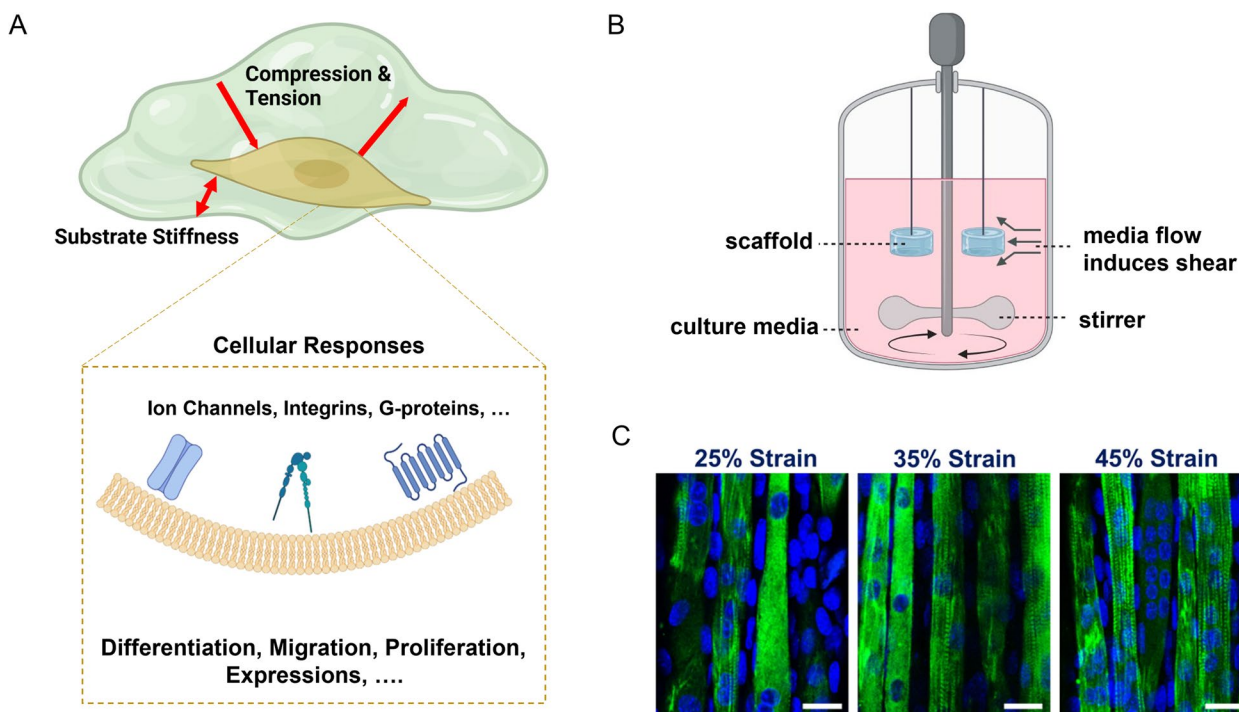 A
Compression &
Tension
Substrate Stiffness
Cellular Responses
Ion Channels, Integrins, G-proteins, …
Differentiation, Migration, Proliferation,
Expressions, ….
B
scaffold
media flow
induces shear
culture media
stirrer
C
25% Strain
35% Strain
45% Strain